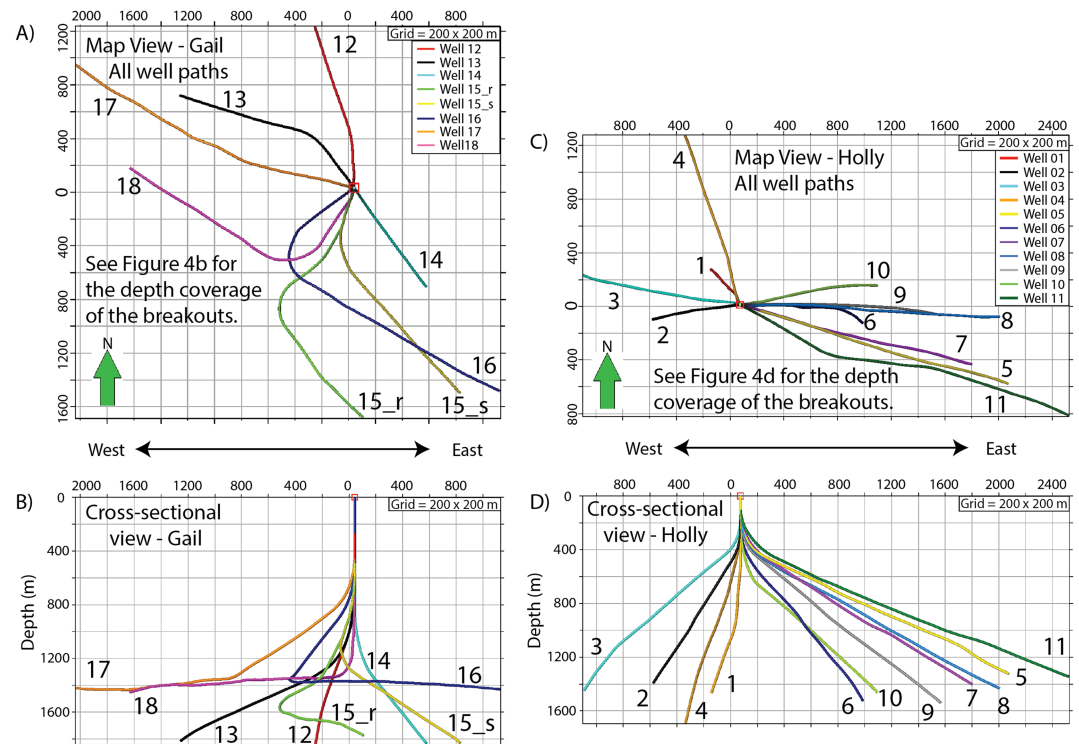 A)
2000 1600 1200 800 400 0 400 800
Grid = 200 x 200 m
Map View - Gail
All well paths
Well 12
Well 13
Well 14
Well 15_r
Well 15_s
Well 16
Well 17
Well18
1200
800
400
0
400
800
1200
1600
12
13
17
18
14
16
15_r
15_s
See Figure 4b for
the depth coverage
of the breakouts.
N
West
East
C)
800 400 0 400 800 1200 1600 2000 2400
Grid = 200 x 200 m
Map View - Holly
All well paths
Well 01
Well 02
Well 03
Well 04
Well 05
Well 06
Well 07
Well 08
Well 09
Well 10
Well 11
1200
800
400
0
400
800
4
1
3
2
10
9
8
6
7
5
11
See Figure 4d for the depth
coverage of the breakouts.
N
West
East
B)
2000 1600 1200 800 400 0 400 800
Grid = 200 x 200 m
Cross-sectional
view - Gail
Depth (m)
0
400
800
1200
1600
17
18
13
12
15_r
14
16
15_s
D)
800 400 0 400 800 1200 1600 2000 2400
Grid = 200 x 200 m
Cross-sectional
view - Holly
Depth (m)
0
400
800
1200
1600
3
2
4
1
6
10
9
7
8
5
11